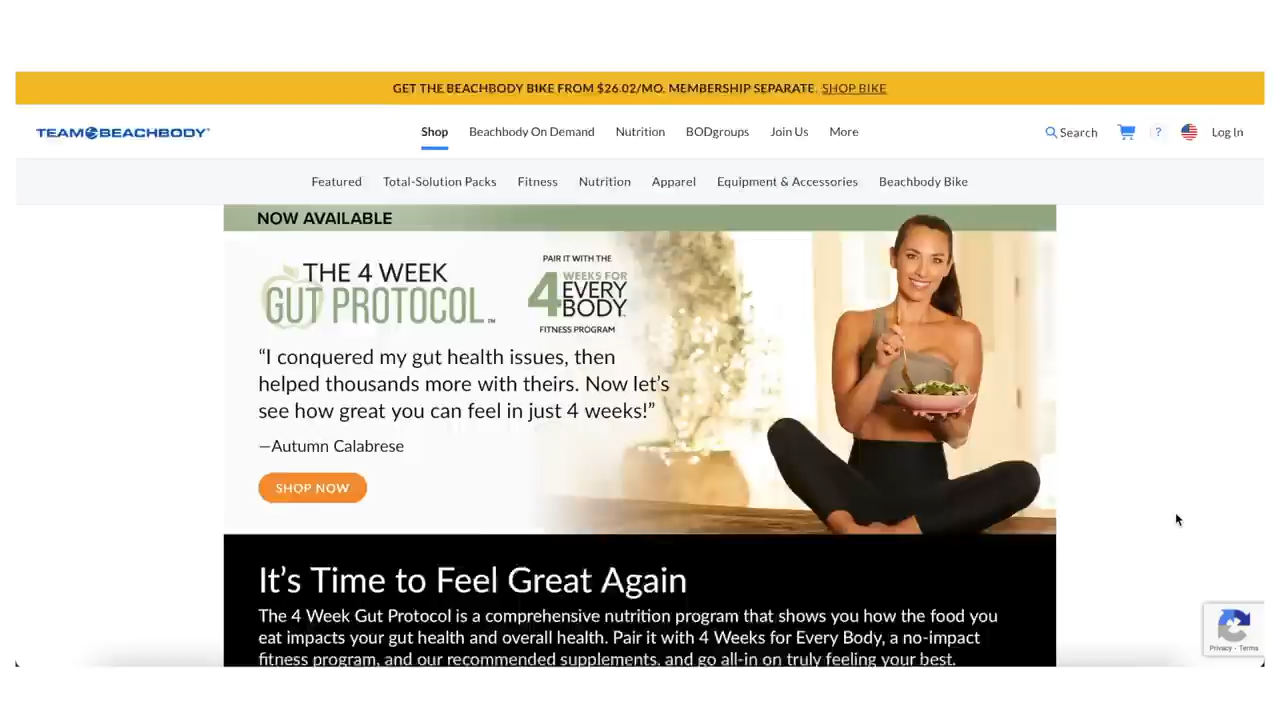 GET THE BEACHBODY BIKE FROM $26.02/MO. MEMBERSHIP SEPARATE. SHOP BIKE
TEAM BEACHBODY
Shop Beachbody On Demand Nutrition BODgroups Join Us More Search ? Log In
Featured Total-Solution Packs Fitness Nutrition Apparel Equipment & Accessories Beachbody Bike
NOW AVAILABLE
THE 4 WEEK
GUT PROTOCOL™
PAIR IT WITH THE
4 WEEKS FOR
EVERY
BODY
FITNESS PROGRAM
“I conquered my gut health issues, then
helped thousands more with theirs. Now let’s
see how great you can feel in just 4 weeks!”
—Autumn Calabrese
SHOP NOW
It’s Time to Feel Great Again
The 4 Week Gut Protocol is a comprehensive nutrition program that shows you how the food you
eat impacts your gut health and overall health. Pair it with 4 Weeks for Every Body, a no-impact
fitness program, and our recommended supplements, and go all-in on truly feeling your best.
Privacy - Terms